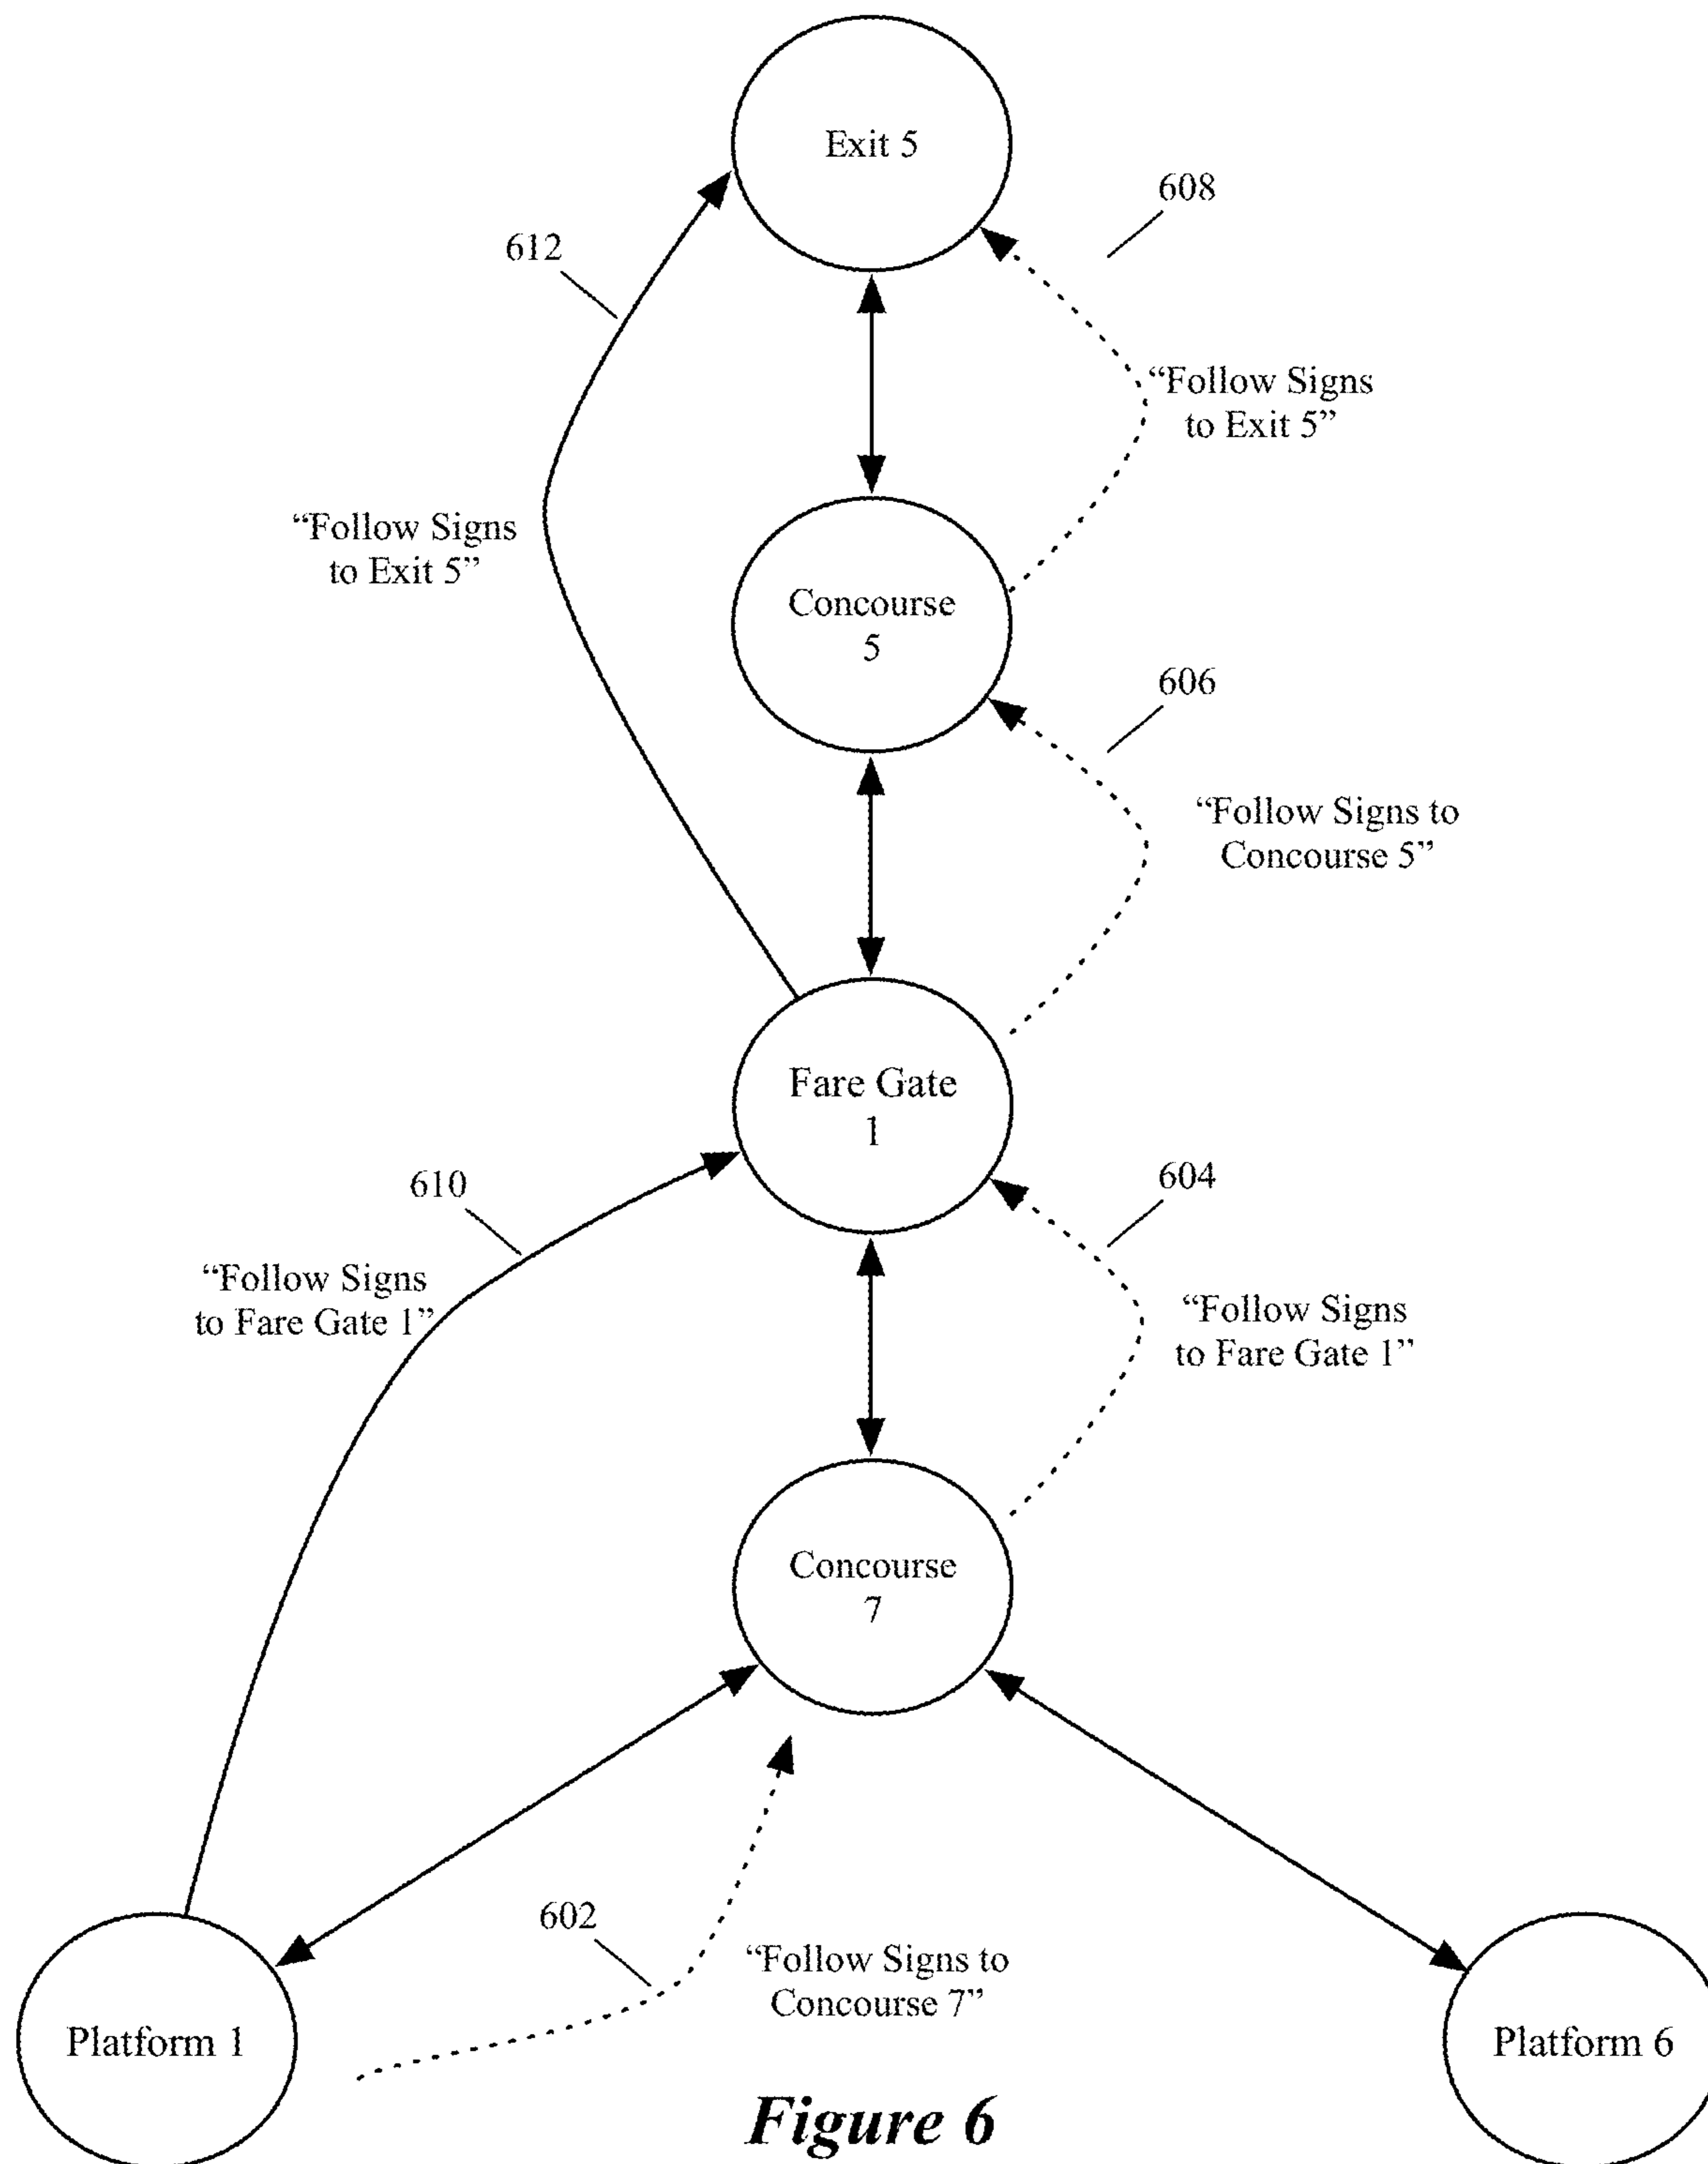 Exit 5
608
612
“Follow Signs
to Exit 5”
“Follow Signs
to Exit 5”
Concourse
5
606
“Follow Signs to
Concourse 5”
Fare Gate
1
610
604
“Follow Signs
to Fare Gate 1”
“Follow Signs
to Fare Gate 1”
Concourse
7
602
“Follow Signs to
Concourse 7”
Platform 1
Platform 6
Figure 6